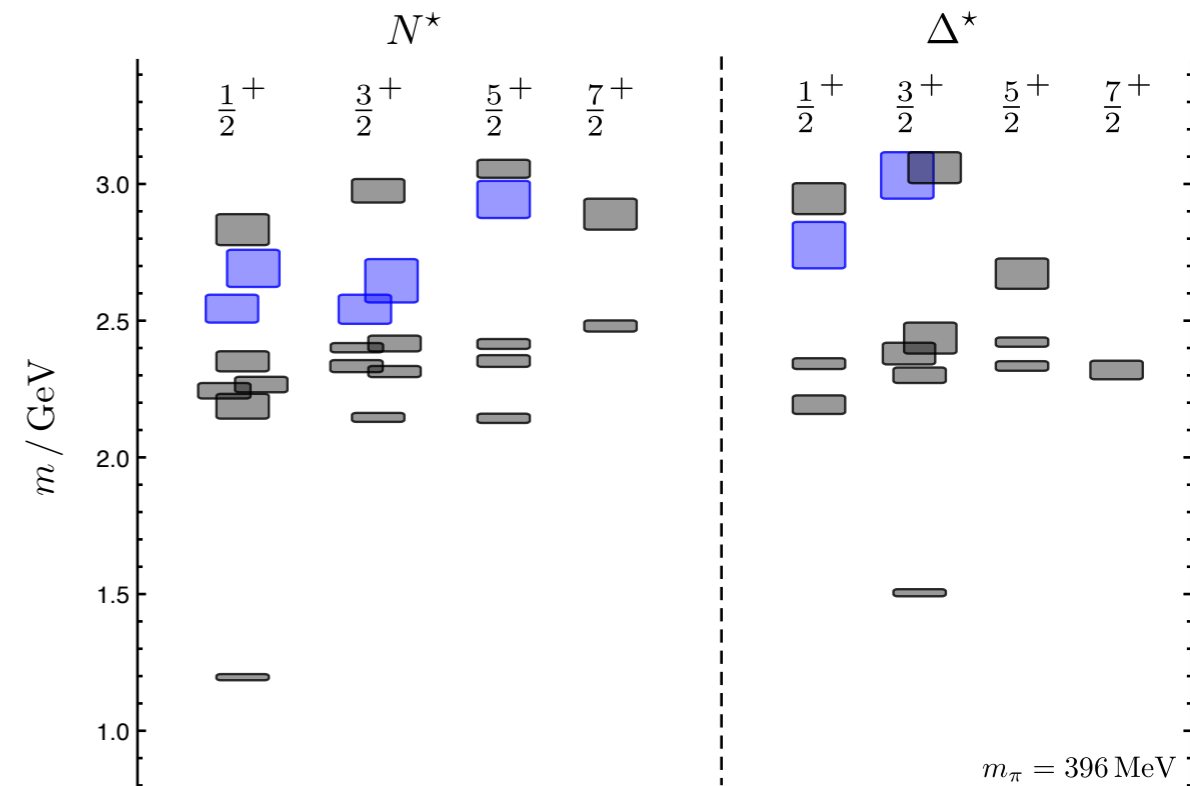 N⋆ Δ⋆
1/2+ 3/2+ 5/2+ 7/2+ 1/2+ 3/2+ 5/2+ 7/2+
3.0
2.5
m / GeV
2.0
1.5
1.0
mπ = 396 MeV